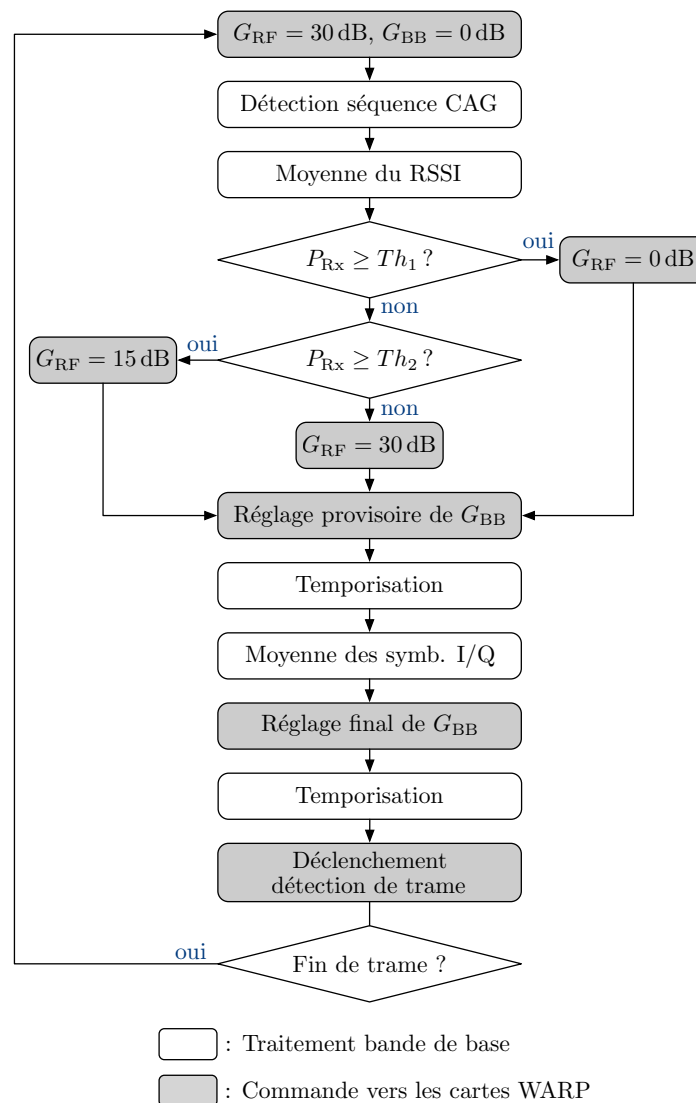 G_RF = 30 dB, G_BB = 0 dB
Détection séquence CAG
Moyenne du RSSI
P_Rx ≥ Th_1 ?
oui
G_RF = 0 dB
non
G_RF = 15 dB
oui
P_Rx ≥ Th_2 ?
non
G_RF = 30 dB
Réglage provisoire de G_BB
Temporisation
Moyenne des symb. I/Q
Réglage final de G_BB
Temporisation
Déclenchement
détection de trame
oui
Fin de trame ?
: Traitement bande de base
: Commande vers les cartes WARP